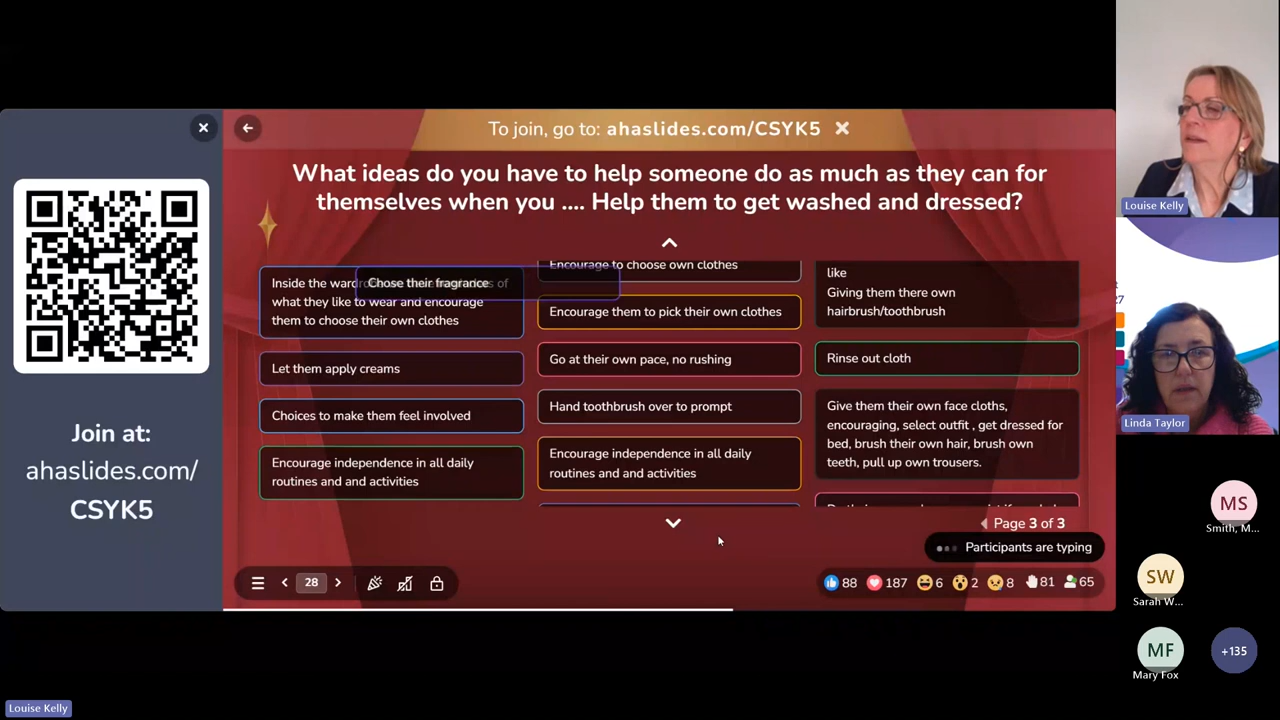 To join, go to: ahaslides.com/CSYK5
What ideas do you have to help someone do as much as they can for
themselves when you .... Help them to get washed and dressed?
Inside the
what they like to wear and encourage
them to choose their own clothes
Chose their fragrance
Let them apply creams
Choices to make them feel involved
Encourage independence in all daily
routines and and activities
Encourage to choose own clothes
Encourage them to pick their own clothes
Go at their own pace, no rushing
Hand toothbrush over to prompt
Encourage independence in all daily
routines and and activities
like
Giving them there own
hairbrush/toothbrush
Rinse out cloth
Give them their own face cloths,
encouraging, select outfit , get dressed for
bed, brush their own hair, brush own
teeth, pull up own trousers.
Page 3 of 3
Participants are typing
28
88
187
6
2
8
81
65
Join at:
ahaslides.com/
CSYK5
Louise Kelly
27
Linda Taylor
MS
Smith, M...
SW
Sarah W...
MF
Mary Fox
+135
Louise Kelly